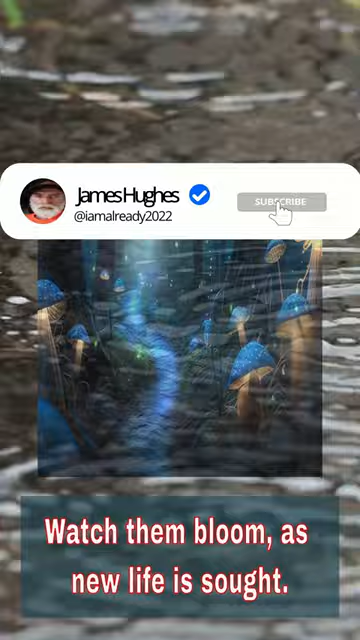 James Hughes
@iamalready2022
SUBSCRIBE
Watch them bloom, as
new life is sought.